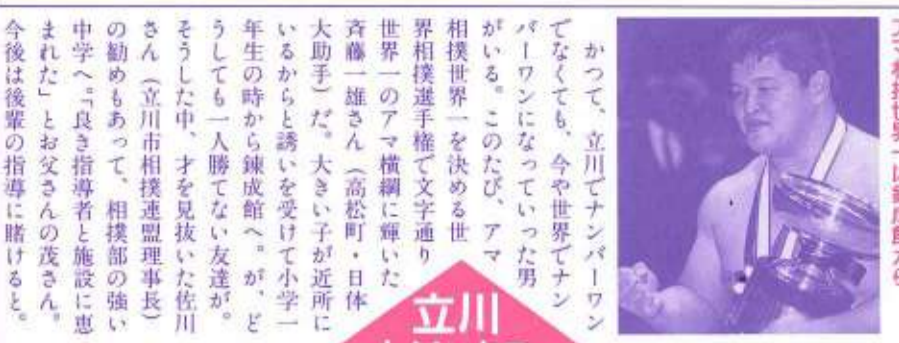 かつて、立川でナンバーワン
でなくても、今や世界でナン
バーワンになっていった男
がいる。このたび、アマ
相撲世界一を決める世
界相撲選手権で文字通り
世界一のアマ横綱に輝いた
斉藤一雄さん（高松町・日体
大助手）だ。大きい子が近所に
いるからと誘いを受けて小学一
年生の時から錬成館へ。が、ど
うしても一人勝てない友達が。
そうした中、才を見抜いた佐川
さん（立川市相撲連盟理事長）
の勧めもあって、相撲部の強い
中学へ。「良き指導者と施設に恵
まれた」とお父さんの茂さん。
今後は後輩の指導に賭けると。
立川